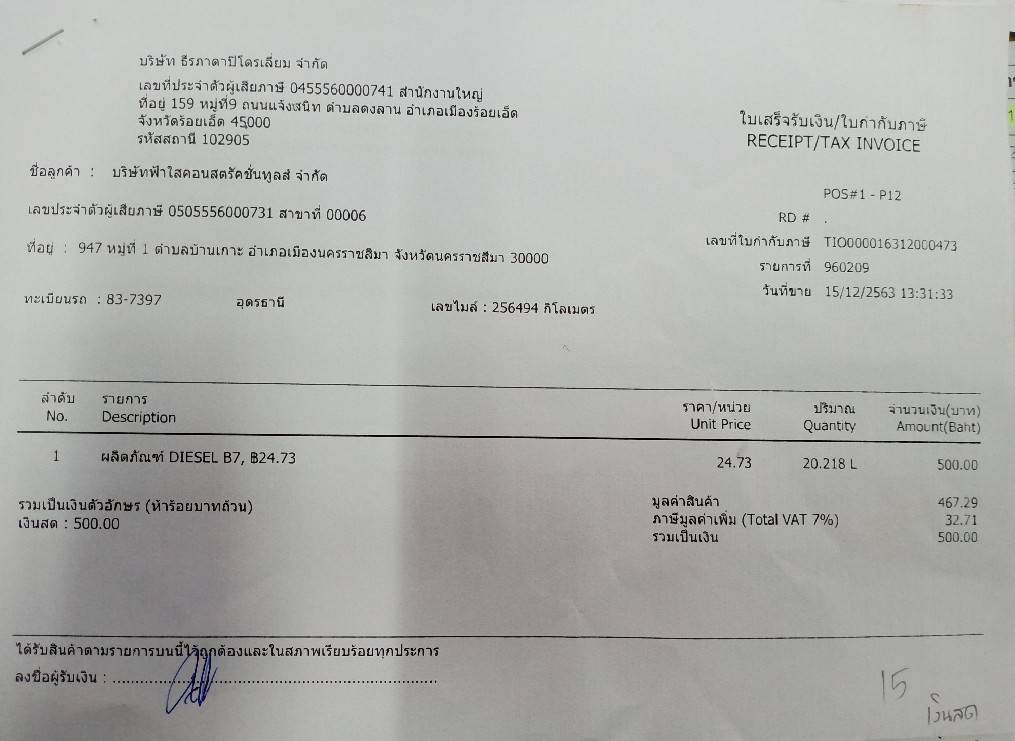 บริษัท ธีรภาดาปิโตรเลี่ยม จำกัด
เลขที่ประจำตัวผู้เสียภาษี 0455560000741 สำนักงานใหญ่
ที่อยู่ 159 หมู่ที่9 ถนนแจ้งสนิท ตำบลดงลาน อำเภอเมืองร้อยเอ็ด
จังหวัดร้อยเอ็ด 45000
รหัสสถานี 102905
ใบเสร็จรับเงิน/ใบกำกับภาษี
RECEIPT/TAX INVOICE
ชื่อลูกค้า : บริษัทฟ้าใสคอนสตรัคชั่นทูลส์ จำกัด
POS#1 - P12
เลขประจำตัวผู้เสียภาษี 0505556000731 สาขาที่ 00006
RD # .
ที่อยู่ : 947 หมู่ที่ 1 ตำบลบ้านเกาะ อำเภอเมืองนครราชสีมา จังหวัดนครราชสีมา 30000
เลขที่ใบกำกับภาษี TIO000016312000473
รายการที่ 960209
ทะเบียนรถ : 83-7397 อุดรธานี เลขไมล์ : 256494 กิโลเมตร
วันที่ขาย 15/12/2563 13:31:33
ลำดับ รายการ ราคา/หน่วย ปริมาณ จำนวนเงิน(บาท)
No. Description Unit Price Quantity Amount(Baht)
1 ผลิตภัณฑ์ DIESEL B7, ฿24.73 24.73 20.218 L 500.00
รวมเป็นเงินตัวอักษร (ห้าร้อยบาทถ้วน) มูลค่าสินค้า 467.29
เงินสด : 500.00 ภาษีมูลค่าเพิ่ม (Total VAT 7%) 32.71
รวมเป็นเงิน 500.00
ได้รับสินค้าตามรายการบนนี้ไว้ถูกต้องและในสภาพเรียบร้อยทุกประการ
ลงชื่อผู้รับเงิน :
15
เงินสด